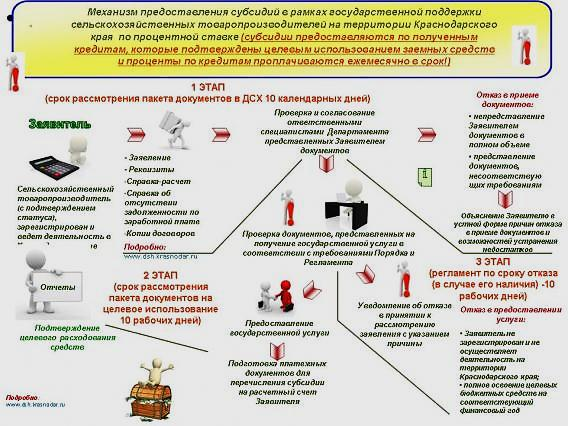 Механизм предоставления субсидий в рамках государственной поддержки
сельскохозяйственных товаропроизводителей на территории Краснодарского
края по процентной ставке (субсидии предоставляются по полученным
кредитам, которые подтверждены целевым использованием заемных средств
и проценты по кредитам проплачиваются ежемесячно в срок!)
1 ЭТАП
(срок рассмотрения пакета документов в ДСХ 10 календарных дней)
Заявитель
Сельскохозяйственный
товаропроизводитель
(с подтверждением
статуса),
зарегистрирован и
ведет деятельность в
- Заявление
- Реквизиты
-Справка-расчет
-Справка об
отсутствии
задолженности по
заработной плате
-Копии договоров
Подробно:
www.dsh.krasnodar.ru
Проверка и согласование
ответственными
специалистами Департамента
представленных Заявителем
документов
Отказ в приеме
документов:
• непредставление
Заявителем
документов в
полном объеме
• представление
документов,
несоответствую
щих требованиям
Объяснение Заявителю в
устной форме причин отказа
в приеме документов и
возможностей устранения
недостатков
Проверка документов, представленных на
получение государственной услуги в
соответствии с требованиями Порядка и
Регламента
Отчеты
Подтверждение
целевого расходования
средств
2 ЭТАП
(срок рассмотрения
пакета документов на
целевое использование
10 рабочих дней)
Предоставление
государственной услуги
Подготовка платежных
документов для
перечисления субсидии
на расчетный счет
Заявителя
Уведомление об отказе
в принятии к
рассмотрению
заявления с указанием
причины
3 ЭТАП
(регламент по сроку отказа
(в случае его наличия) -10
рабочих дней)
Отказ в предоставлении
услуги:
• Заявитель не
зарегистрирован и не
осуществляет
деятельность на
территории
Краснодарского края;
• полное освоение целевых
бюджетных средств на
соответствующий
финансовый год
Подробно:
www.dsh.krasnodar.ru